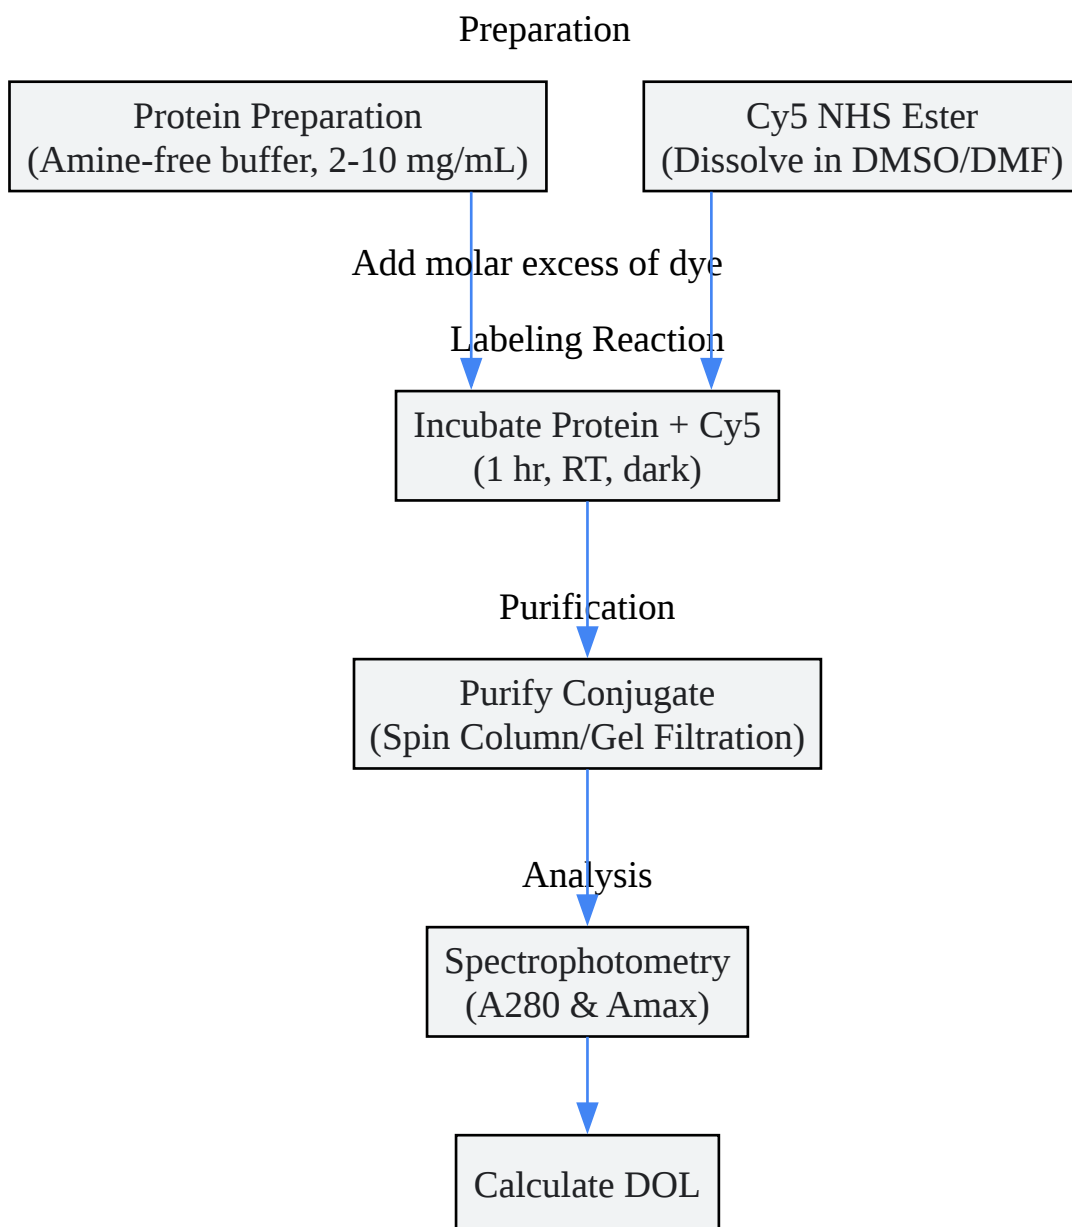 Preparation
Protein Preparation
(Amine-free buffer, 2-10 mg/mL)
Cy5 NHS Ester
(Dissolve in DMSO/DMF)
Add molar excess of dye
Labeling Reaction
Incubate Protein + Cy5
(1 hr, RT, dark)
Purification
Purify Conjugate
(Spin Column/Gel Filtration)
Analysis
Spectrophotometry
(A280 & Amax)
Calculate DOL